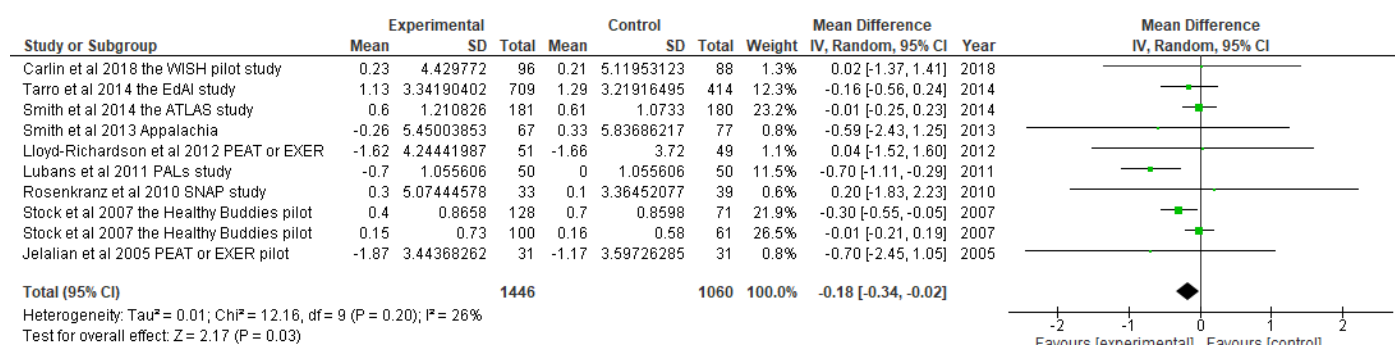 Experimental Control Mean Difference Mean Difference
Study or Subgroup Mean SD Total Mean SD Total Weight IV, Random, 95% CI Year IV, Random, 95% CI
Carlin et al 2018 the WISH pilot study 0.23 4.429772 96 0.21 5.11953123 88 1.3% 0.02 [-1.37, 1.41] 2018
Tarro et al 2014 the EdAl study 1.13 3.34190402 709 1.29 3.21916495 414 12.3% -0.16 [-0.56, 0.24] 2014
Smith et al 2014 the ATLAS study 0.6 1.210826 181 0.61 1.0733 180 23.2% -0.01 [-0.25, 0.23] 2014
Smith et al 2013 Appalachia -0.26 5.45003853 67 0.33 5.83686217 77 0.8% -0.59 [-2.43, 1.25] 2013
Lloyd-Richardson et al 2012 PEAT or EXER -1.62 4.24441987 51 -1.66 3.72 49 1.1% 0.04 [-1.52, 1.60] 2012
Lubans et al 2011 PALs study -0.7 1.055606 50 0 1.055606 50 11.5% -0.70 [-1.11, -0.29] 2011
Rosenkranz et al 2010 SNAP study 0.3 5.07444578 33 0.1 3.36452077 39 0.6% 0.20 [-1.83, 2.23] 2010
Stock et al 2007 the Healthy Buddies pilot 0.4 0.8658 128 0.7 0.8598 71 21.9% -0.30 [-0.55, -0.05] 2007
Stock et al 2007 the Healthy Buddies pilot 0.15 0.73 100 0.16 0.58 61 26.5% -0.01 [-0.21, 0.19] 2007
Jelalian et al 2005 PEAT or EXER pilot -1.87 3.44368262 31 -1.17 3.59726285 31 0.8% -0.70 [-2.45, 1.05] 2005
Total (95% CI) 1446 1060 100.0% -0.18 [-0.34, -0.02]
Heterogeneity: Tau² = 0.01; Chi² = 12.16, df = 9 (P = 0.20); I² = 26%
Test for overall effect: Z = 2.17 (P = 0.03)
-2 -1 0 1 2
Favours [experimental] Favours [control]